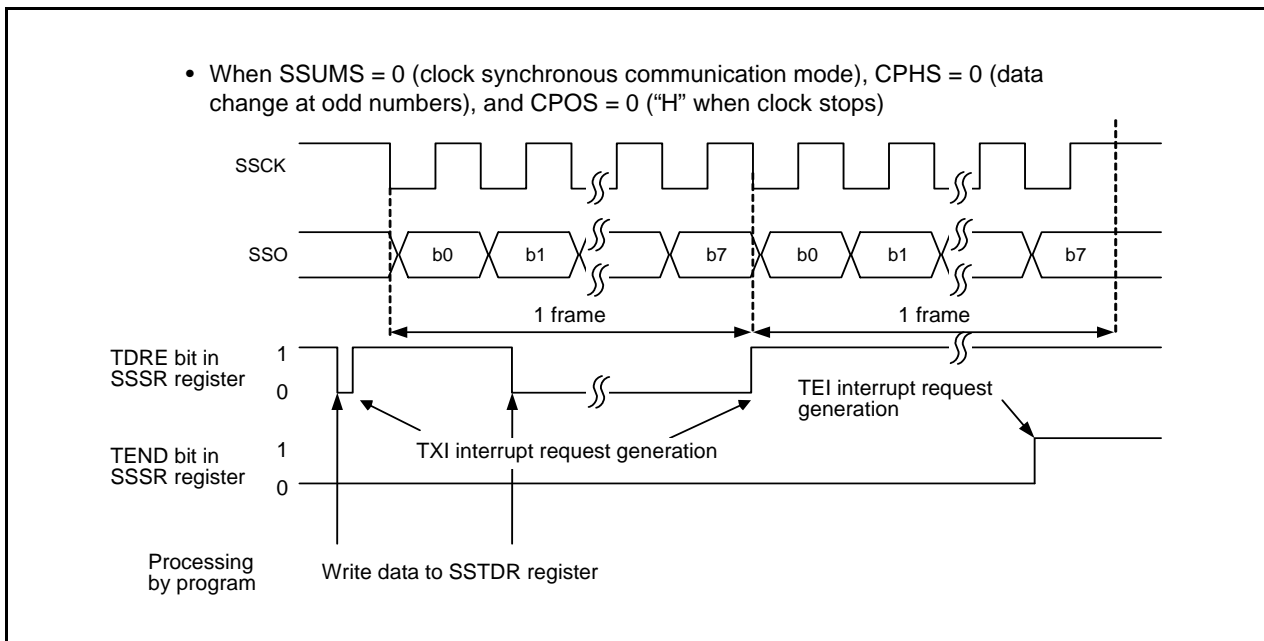 • When SSUMS = 0 (clock synchronous communication mode), CPHS = 0 (data
change at odd numbers), and CPOS = 0 (“H” when clock stops)
SSCK
SSO
b0
b1
b7
b0
b1
b7
1 frame
1 frame
TDRE bit in
SSSR register
1
0
TEI interrupt request
generation
TXI interrupt request generation
TEND bit in
SSSR register
1
0
Processing
by program
Write data to SSTDR register